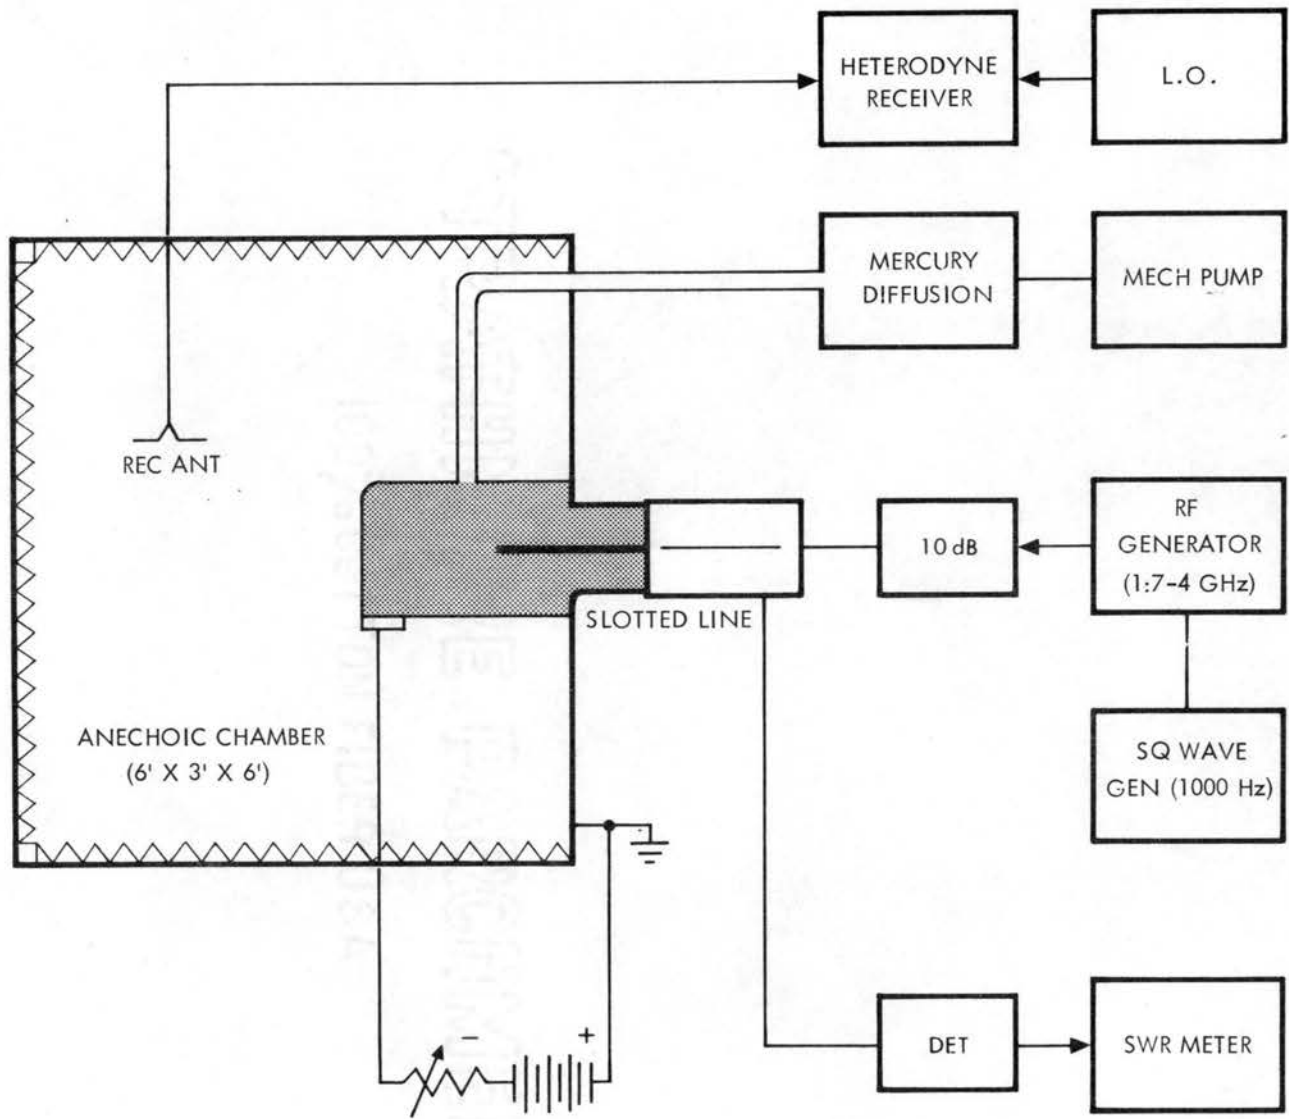 HETERODYNE
RECEIVER
L.O.
MERCURY
DIFFUSION
MECH PUMP
REC ANT
10 dB
RF
GENERATOR
(1:7-4 GHz)
SLOTTED LINE
ANECHOIC CHAMBER
(6' X 3' X 6')
SQ WAVE
GEN (1000 Hz)
- +
DET
SWR METER